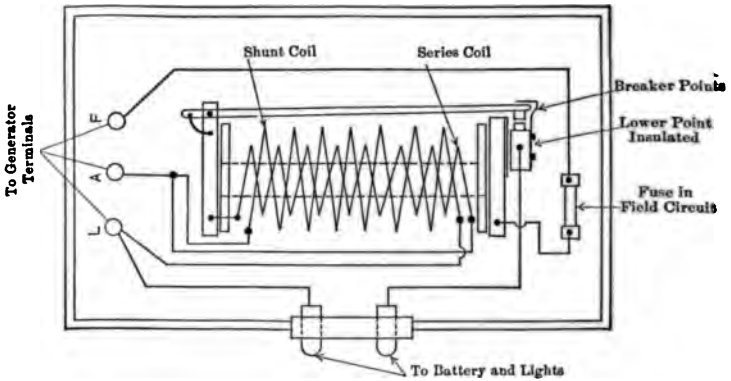 Shunt Coil
Series Coil
Breaker Points
Lower Point
Insulated
Fuse in
Field Circuit
To Generator
Terminals
F
A
L
To Battery and Lights